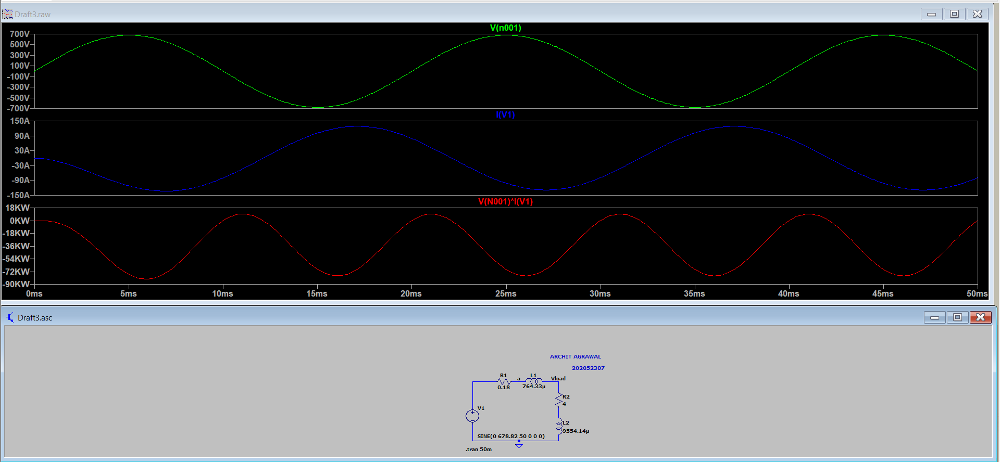 Draft3.raw
V(n001)
700V
500V
300V
100V
-100V
-300V
-500V
-700V
I(V1)
150A
90A
30A
-30A
-90A
-150A
V(N001)*I(V1)
18KW
0KW
-18KW
-36KW
-54KW
-72KW
-90KW
0ms 5ms 10ms 15ms 20ms 25ms 30ms 35ms 40ms 45ms 50ms
Draft3.asc
ARCHIT AGRAWAL
202052307
R1 a L1 Vload
0.18 764.33µ
R2
4
V1
L2
9554.14µ
SINE(0 678.82 50 0 0 0)
.tran 50m